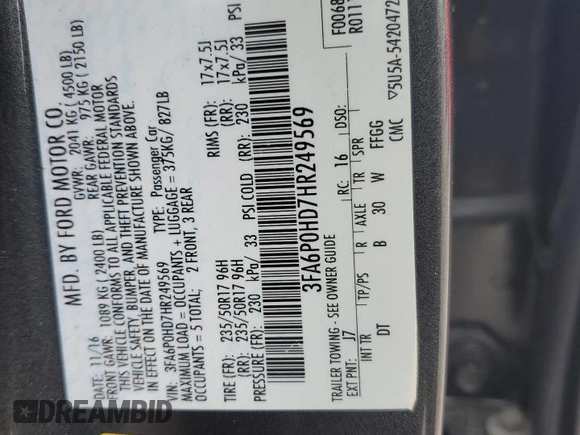 MFD. BY FORD MOTOR CO.
11/16 GVWR: 2041 KG ( 4500 LB)
FRONT GAWR: 1089 KG ( 2400 LB) REAR GAWR: 975 KG ( 2150 LB)
THIS VEHICLE CONFORMS TO ALL APPLICABLE FEDERAL MOTOR
VEHICLE SAFETY, BUMPER, AND THEFT PREVENTION STANDARDS
IN EFFECT ON THE DATE OF MANUFACTURE SHOWN ABOVE.
VIN: 3FA6P0HD7HR249569 TYPE: Passenger Car
MAXIMUM LOAD = OCCUPANTS + LUGGAGE = 375KG/ 827LB
OCCUPANTS = 5 TOTAL: 2 FRONT, 3 REAR
TIRE (FR): 235/50R17 96H RIMS (FR): 17x7.5J
(RR): 235/50R17 96H (RR): 17x7.5J
PRESSURE (FR): 230 kPa/ 33 PSI COLD (RR): 230 kPa/ 33 PSI
3FA6P0HD7HR249569
F0068
R011
TRAILER TOWING - SEE OWNER GUIDE
EXT PNT: J7 RC: 16 DSO:
INT TR TP/PS R AXLE TR SPR
DT B 30 W FFGG
CMC ▽5U5A-5420472
DREAMBID